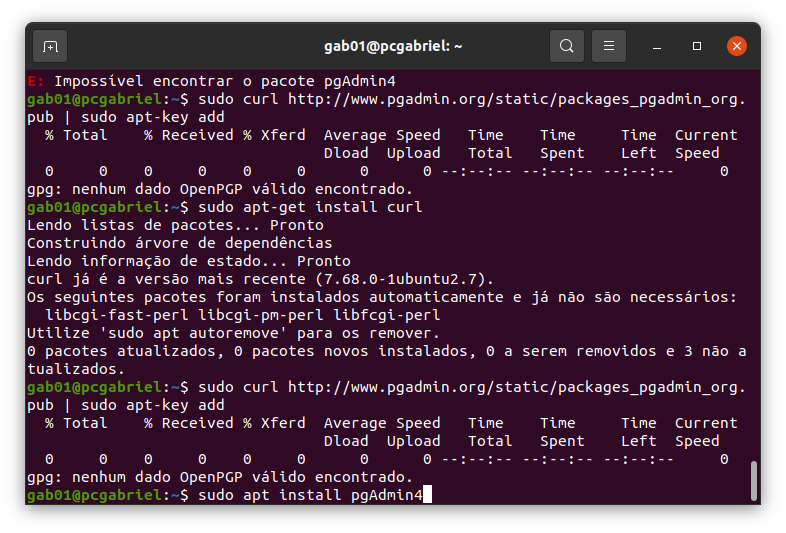 gab01@pcgabriel: ~
E: Impossível encontrar o pacote pgAdmin4
gab01@pcgabriel:~$ sudo curl http://www.pgadmin.org/static/packages_pgadmin_org.
pub | sudo apt-key add
% Total % Received % Xferd Average Speed Time Time Time Current
Dload Upload Total Spent Left Speed
0 0 0 0 0 0 0 0 --:--:-- --:--:-- --:--:-- 0
gpg: nenhum dado OpenPGP válido encontrado.
gab01@pcgabriel:~$ sudo apt-get install curl
Lendo listas de pacotes... Pronto
Construindo árvore de dependências
Lendo informação de estado... Pronto
curl já é a versão mais recente (7.68.0-1ubuntu2.7).
Os seguintes pacotes foram instalados automaticamente e já não são necessários:
libcgi-fast-perl libcgi-pm-perl libfcgi-perl
Utilize 'sudo apt autoremove' para os remover.
0 pacotes atualizados, 0 pacotes novos instalados, 0 a serem removidos e 3 não a
tualizados.
gab01@pcgabriel:~$ sudo curl http://www.pgadmin.org/static/packages_pgadmin_org.
pub | sudo apt-key add
% Total % Received % Xferd Average Speed Time Time Time Current
Dload Upload Total Spent Left Speed
0 0 0 0 0 0 0 0 --:--:-- --:--:-- --:--:-- 0
gpg: nenhum dado OpenPGP válido encontrado.
gab01@pcgabriel:~$ sudo apt install pgAdmin4